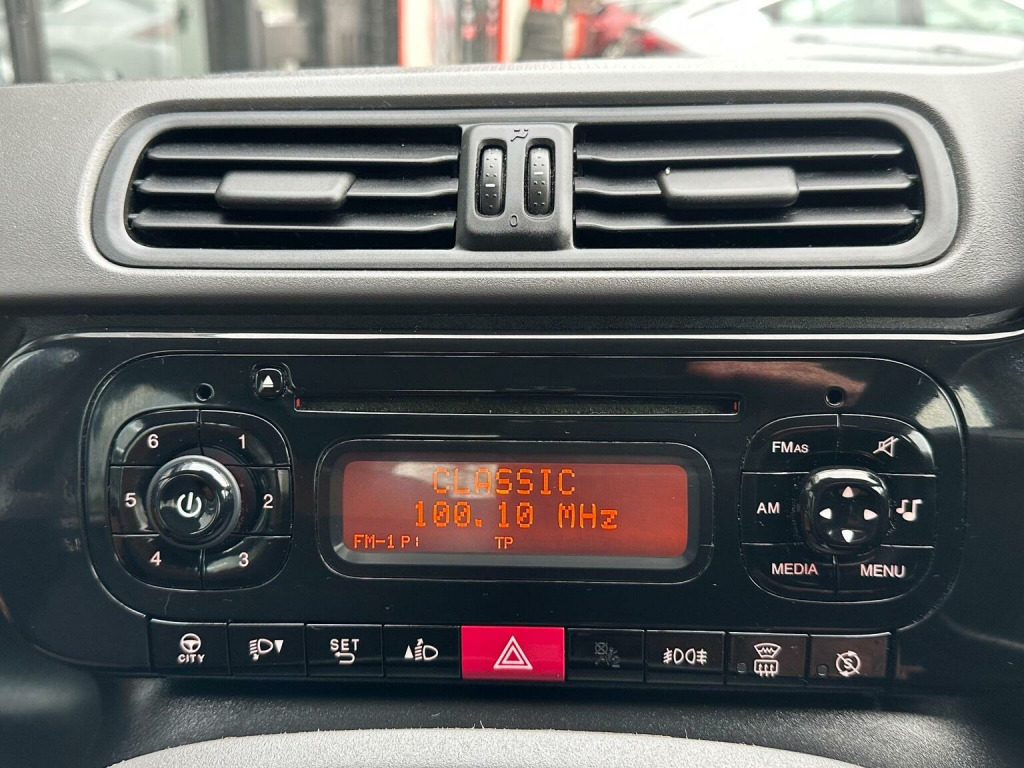 0
6 1
5 2
4 3
CLASSIC
100.10 MHz
FM-1 P: TP
FMAS
AM
MEDIA MENU
CITY
SET